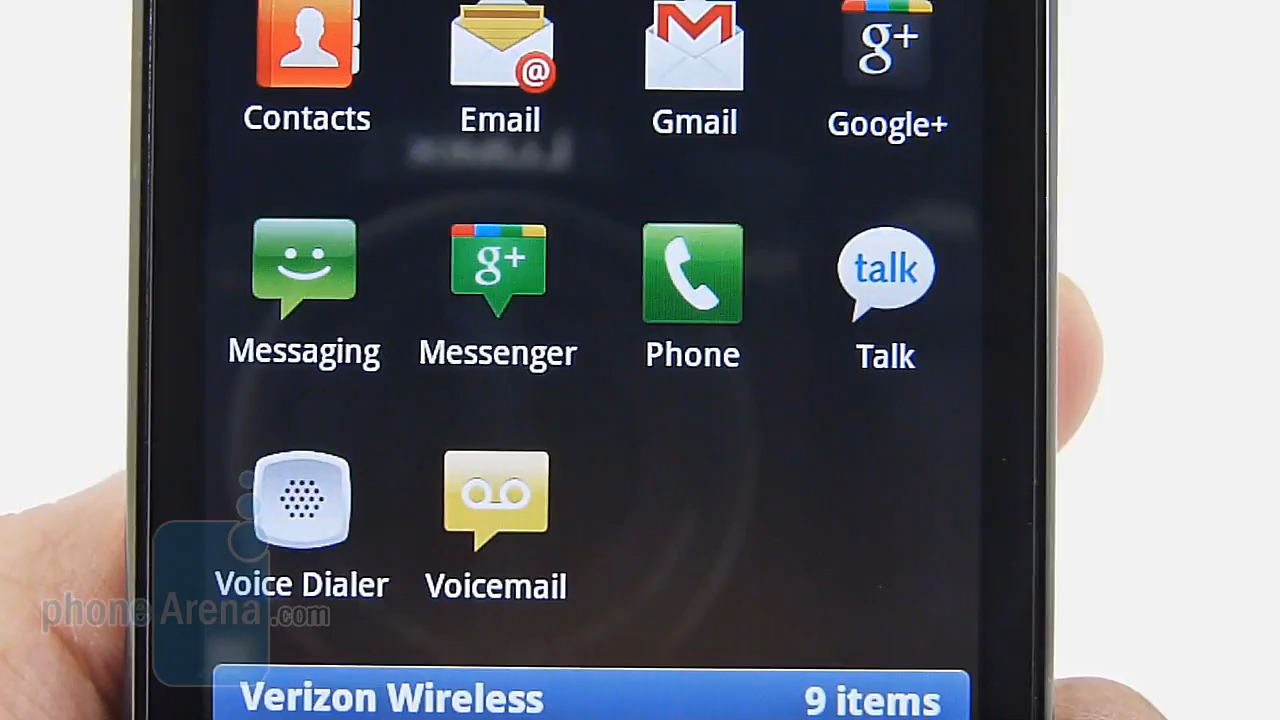 @
g+
Contacts Email Gmail Google+
g+
talk
Messaging Messenger Phone Talk
Voice Dialer Voicemail
phoneArena.com
Verizon Wireless 9 items